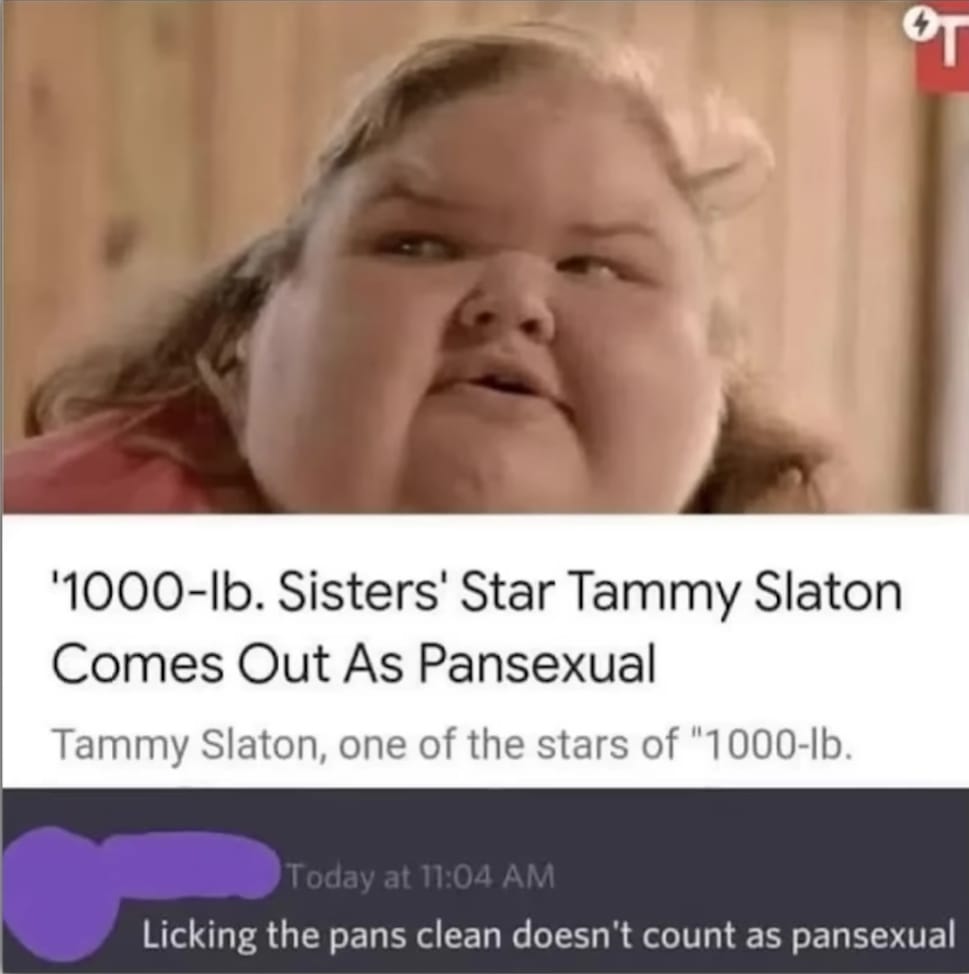 T
'1000-lb. Sisters' Star Tammy Slaton
Comes Out As Pansexual
Tammy Slaton, one of the stars of "1000-lb.
Today at 11:04 AM
Licking the pans clean doesn't count as pansexual